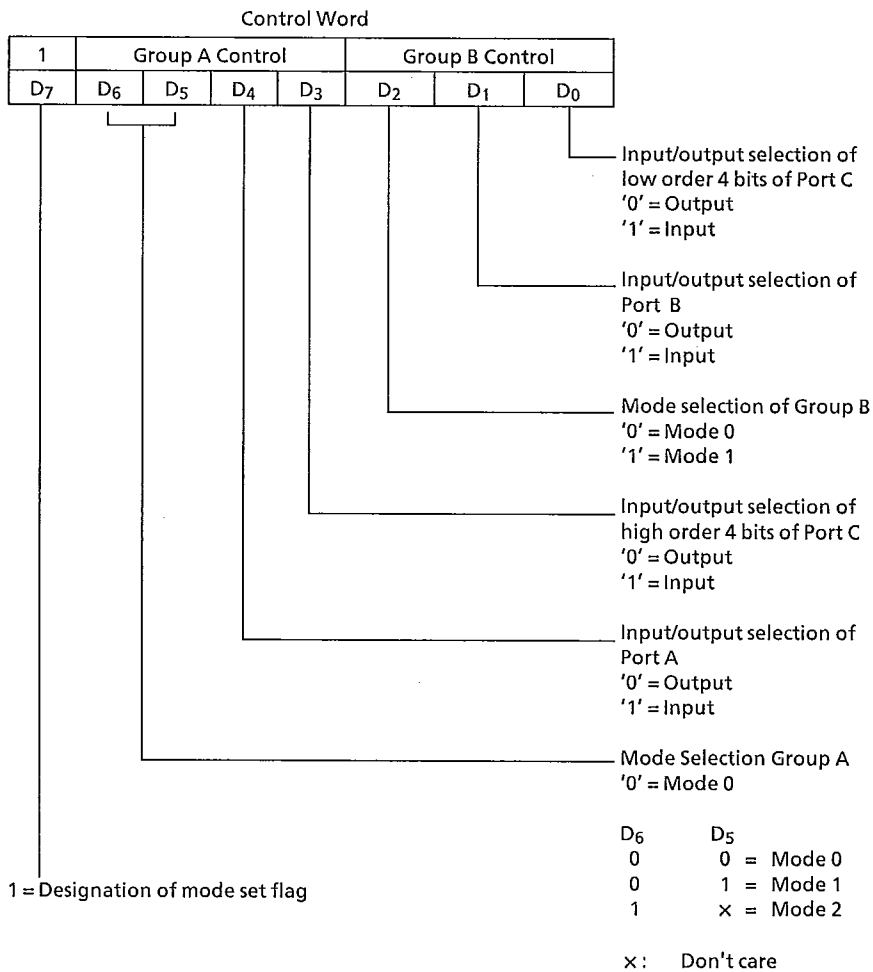 Control Word
1 Group A Control Group B Control
D7 D6 D5 D4 D3 D2 D1 D0
Input/output selection of
low order 4 bits of Port C
'0' = Output
'1' = Input
Input/output selection of
Port B
'0' = Output
'1' = Input
Mode selection of Group B
'0' = Mode 0
'1' = Mode 1
Input/output selection of
high order 4 bits of Port C
'0' = Output
'1' = Input
Input/output selection of
Port A
'0' = Output
'1' = Input
Mode Selection Group A
'0' = Mode 0
D6 D5
0 0 = Mode 0
0 1 = Mode 1
1 × = Mode 2
×: Don't care
1 = Designation of mode set flag